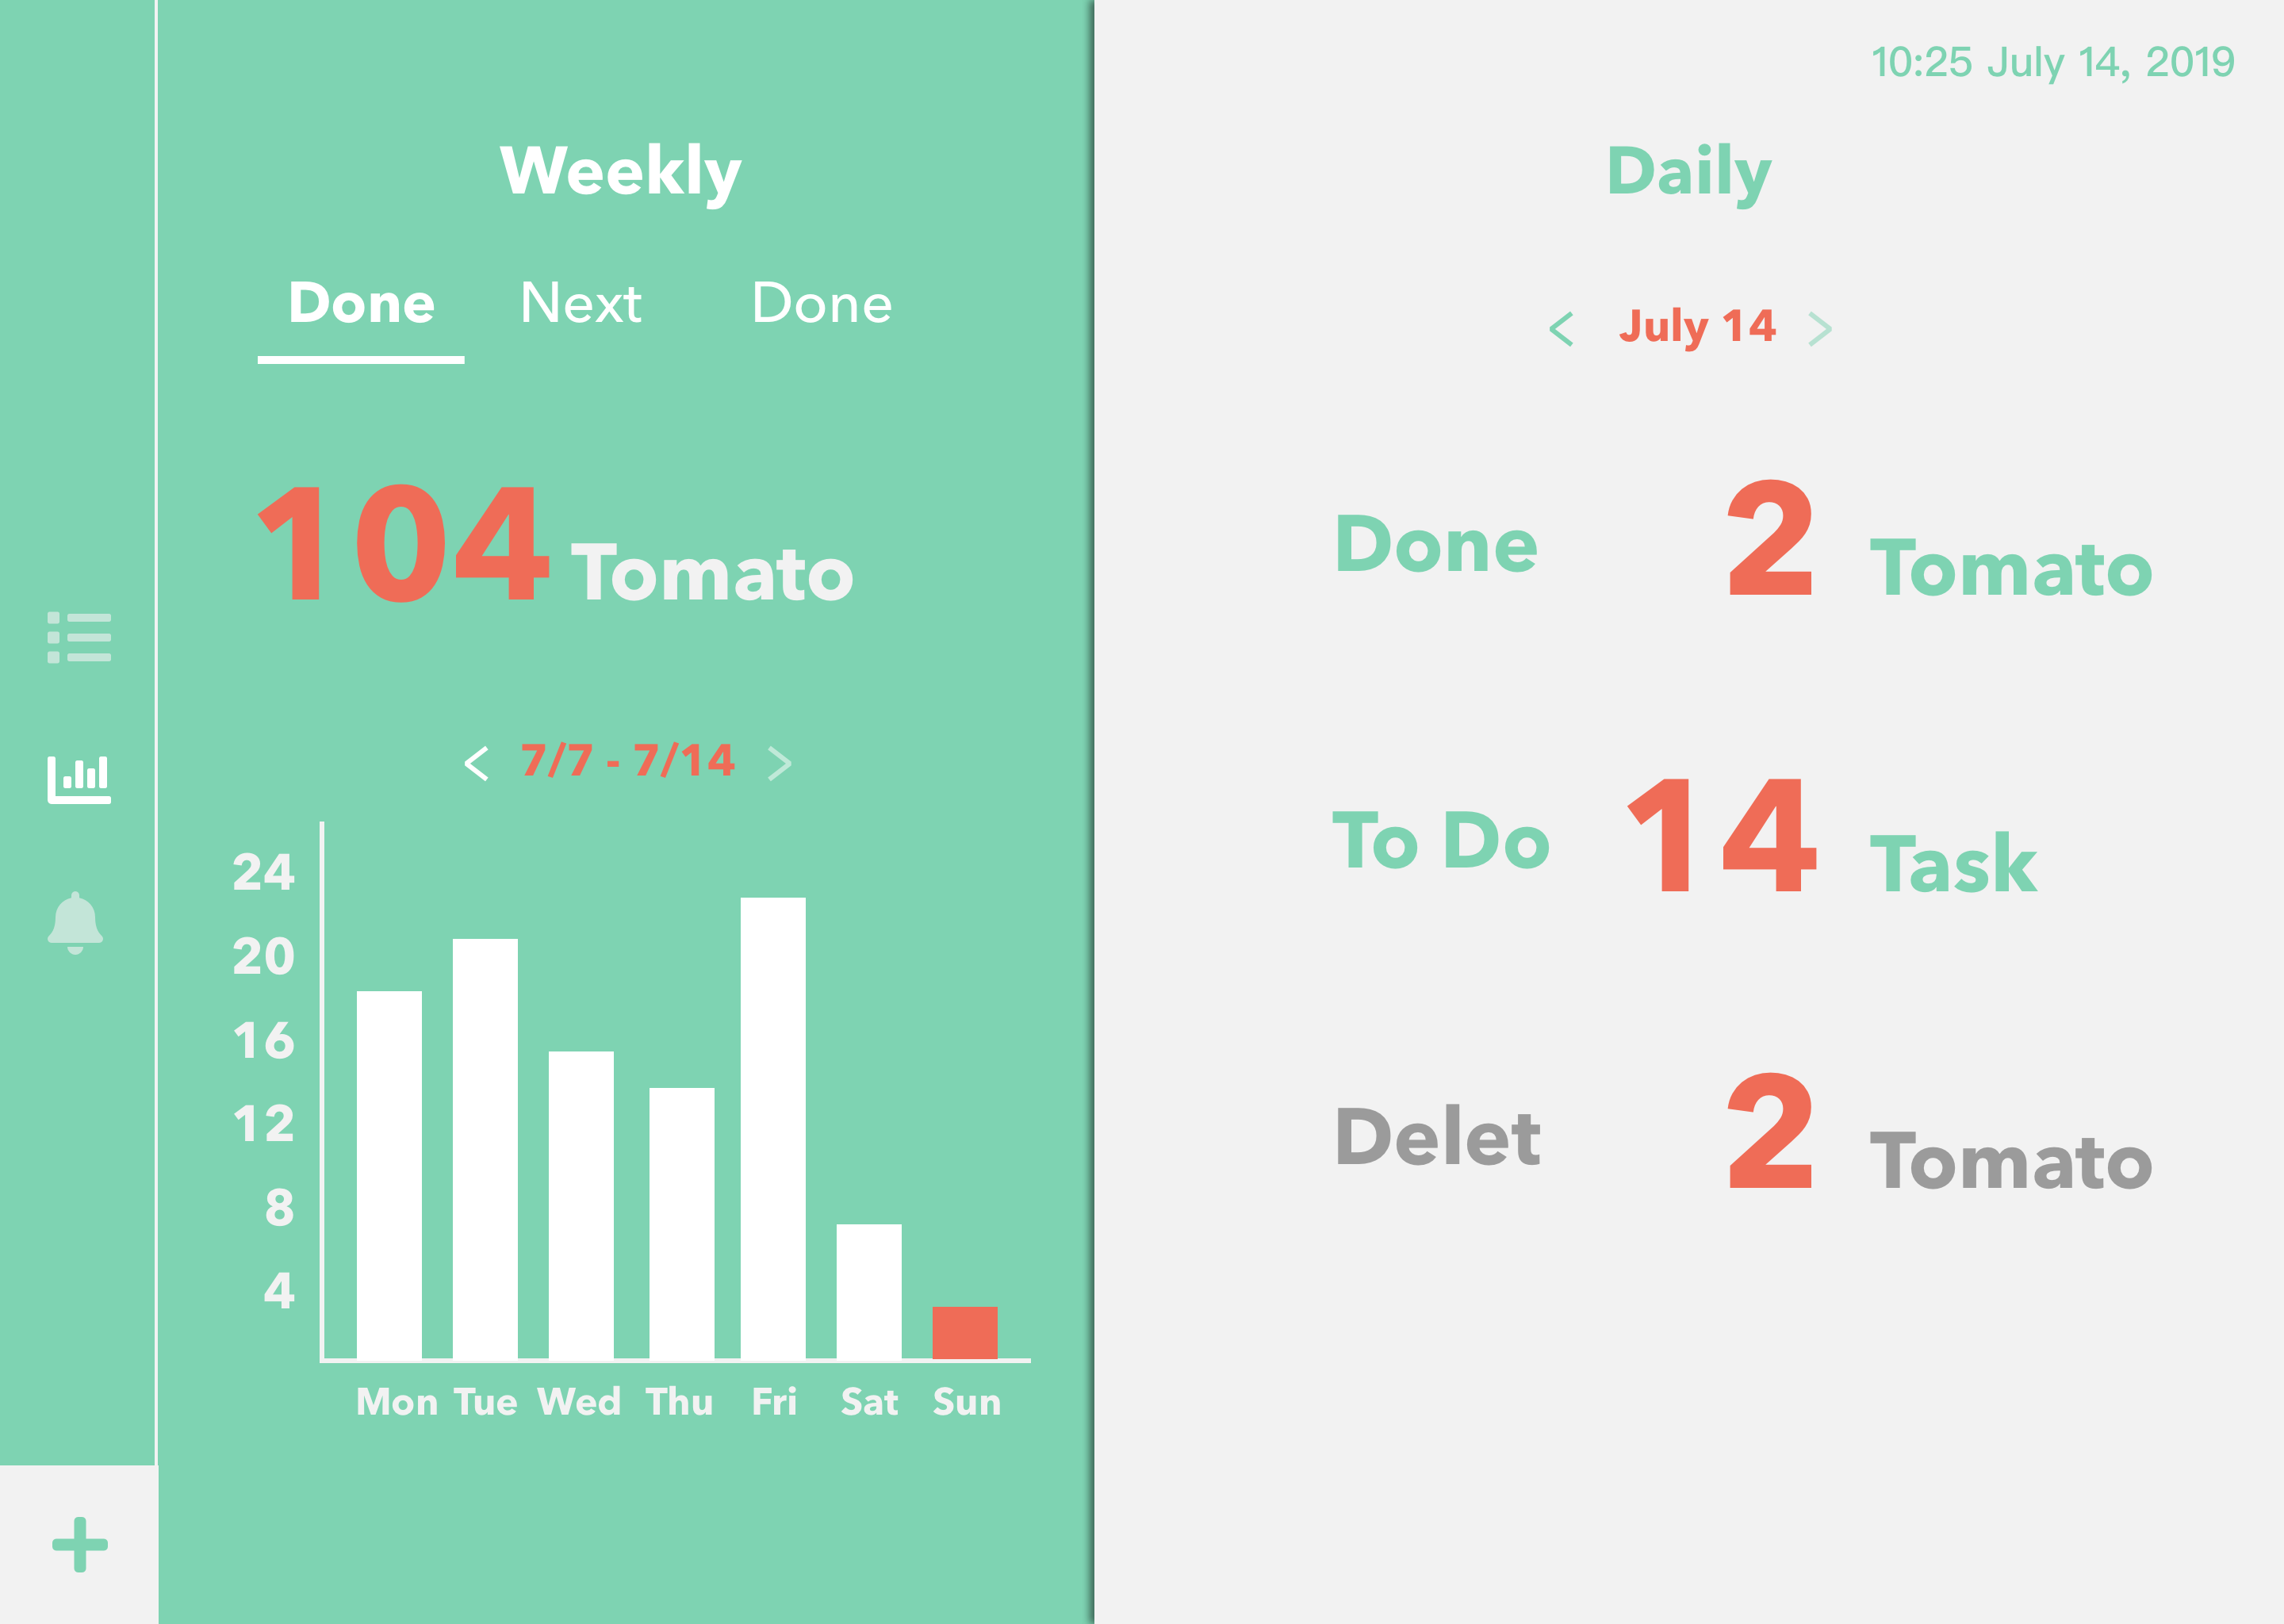 Weekly
Done Next Done
104 Tomato
< 7/7 - 7/14 >
24
20
16
12
8
4
Mon Tue Wed Thu Fri Sat Sun
10:25 July 14, 2019
Daily
< July 14 >
Done 2 Tomato
To Do 14 Task
Delet 2 Tomato